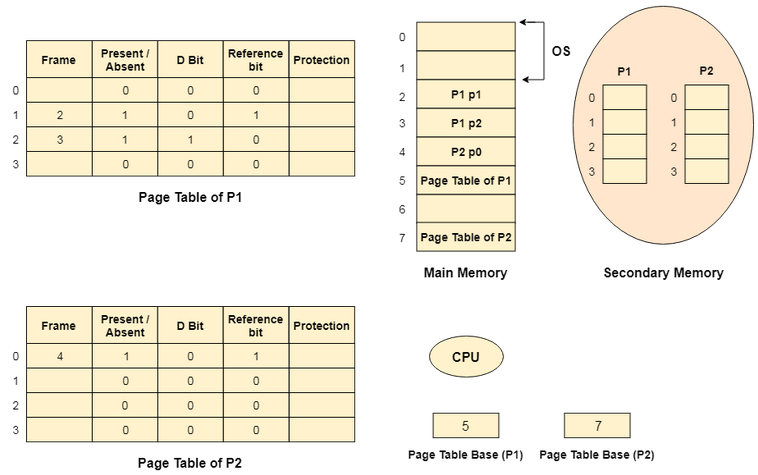 Frame Present / Absent D Bit Reference bit Protection
0 0 0 0
1 2 1 0 1
2 3 1 1 0
3 0 0 0
Page Table of P1
0
1
OS
2 P1 p1
3 P1 p2
4 P2 p0
5 Page Table of P1
6
7 Page Table of P2
Main Memory
P1 P2
0 0
1 1
2 2
3 3
Secondary Memory
Frame Present / Absent D Bit Reference bit Protection
0 4 1 0 1
1 0 0 0
2 0 0 0
3 0 0 0
Page Table of P2
CPU
5 7
Page Table Base (P1) Page Table Base (P2)